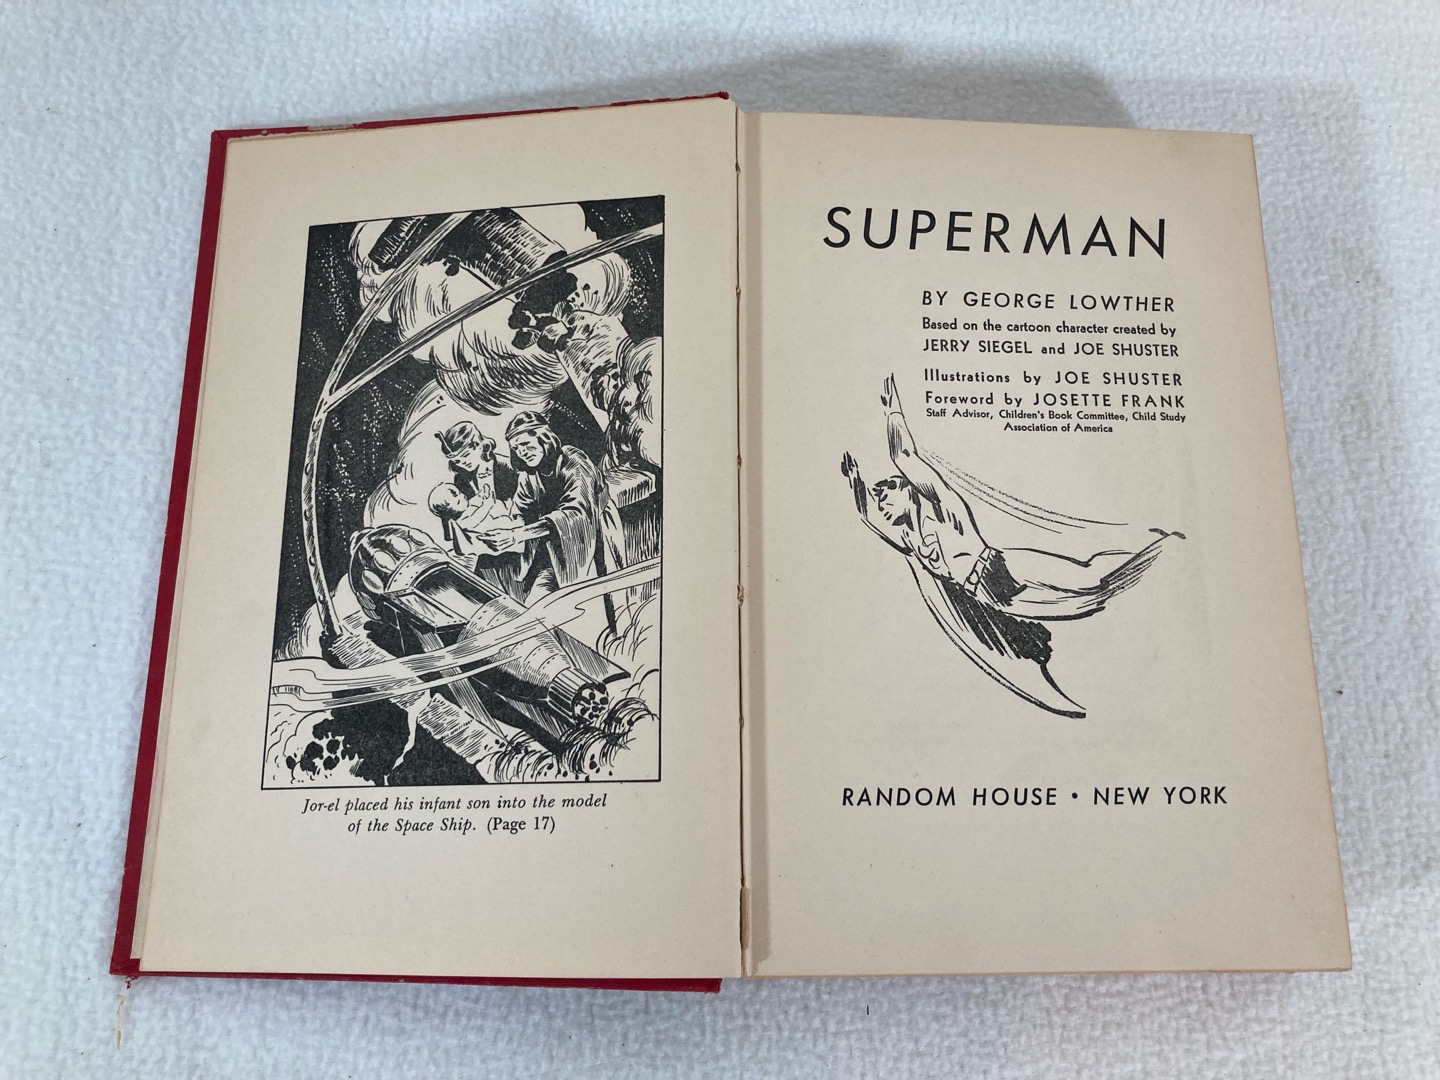 Jor-el placed his infant son into the model
of the Space Ship. (Page 17)
SUPERMAN
BY GEORGE LOWTHER
Based on the cartoon character created by
JERRY SIEGEL and JOE SHUSTER
Illustrations by JOE SHUSTER
Foreword by JOSETTE FRANK
Staff Advisor, Children's Book Committee, Child Study
Association of America
RANDOM HOUSE • NEW YORK